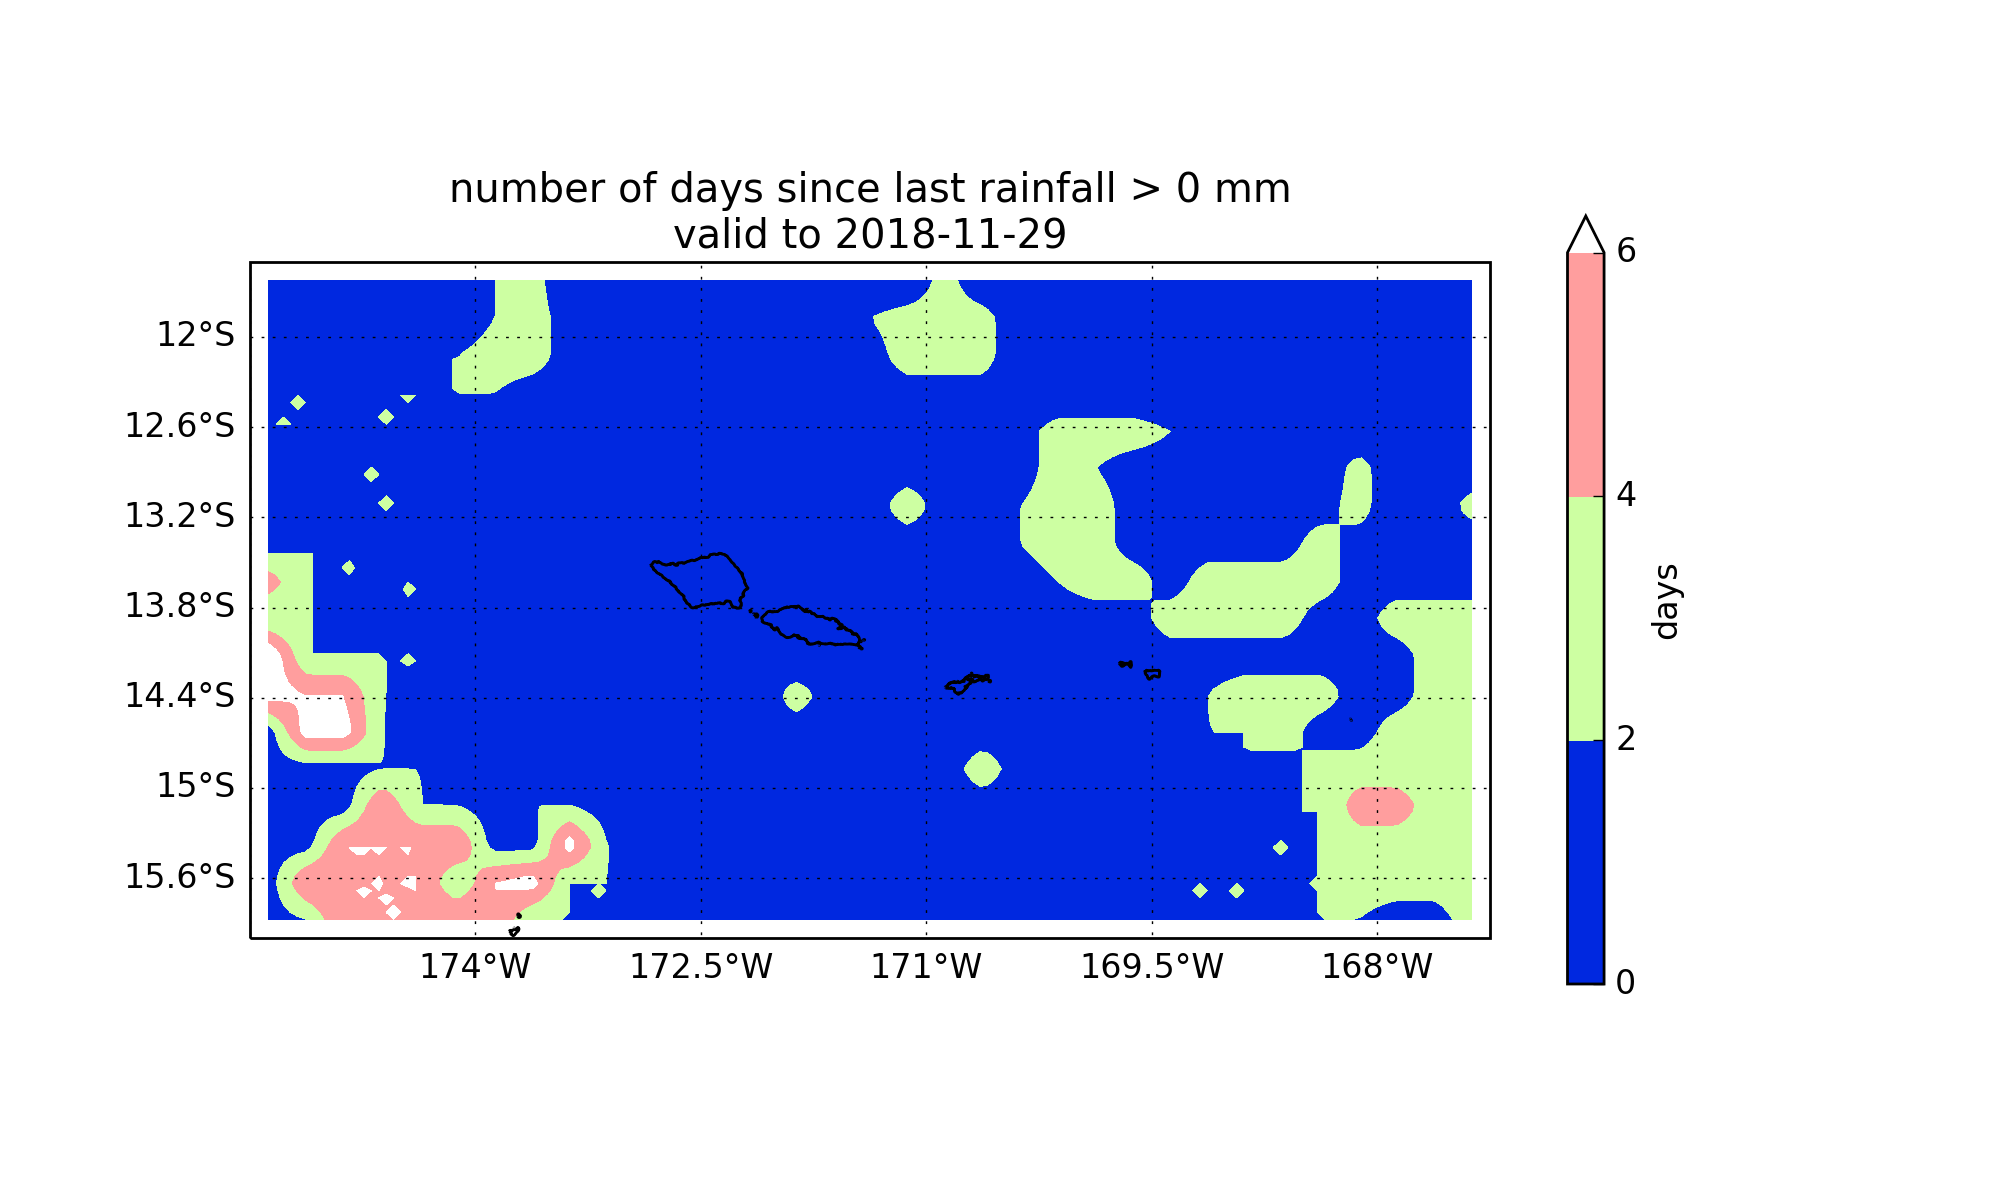 number of days since last rainfall > 0 mm
valid to 2018-11-29
12°S
12.6°S
13.2°S
13.8°S
14.4°S
15°S
15.6°S
174°W
172.5°W
171°W
169.5°W
168°W
6
4
2
0
days